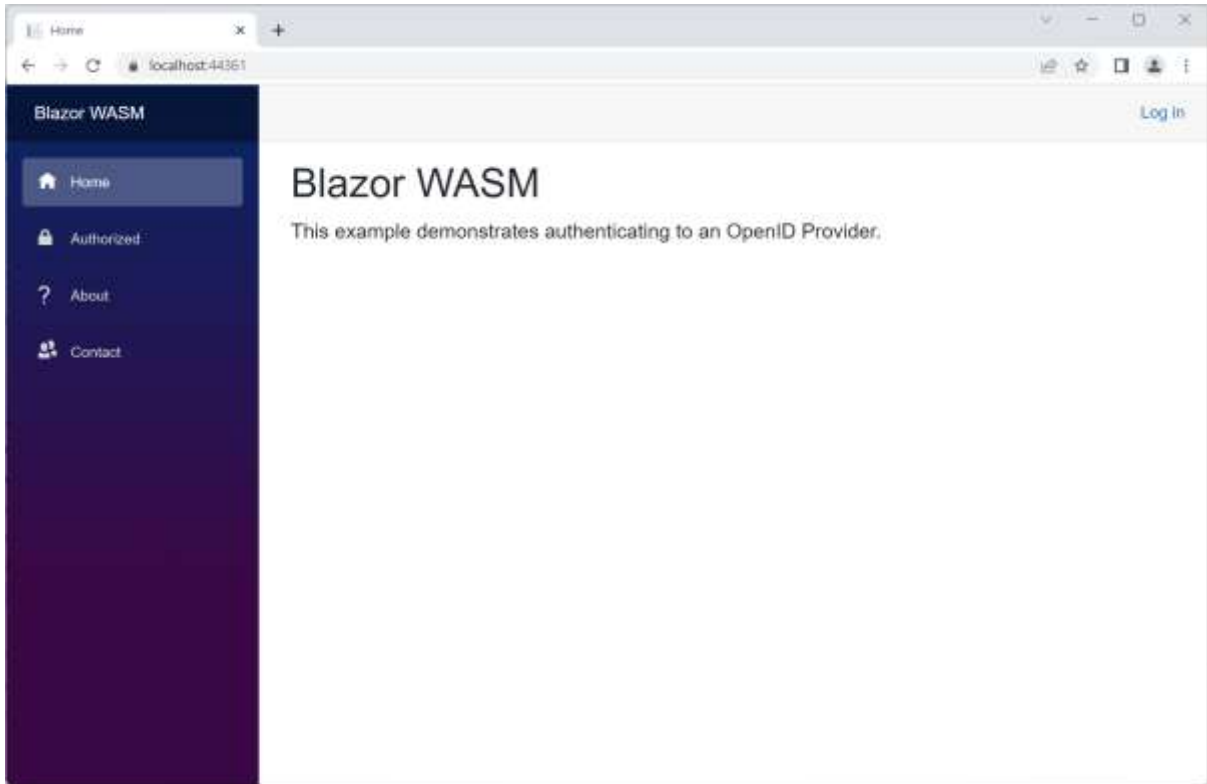 Home
localhost:44361
Blazor WASM
Log in
Home
Authorized
About
Contact
Blazor WASM
This example demonstrates authenticating to an OpenID Provider.